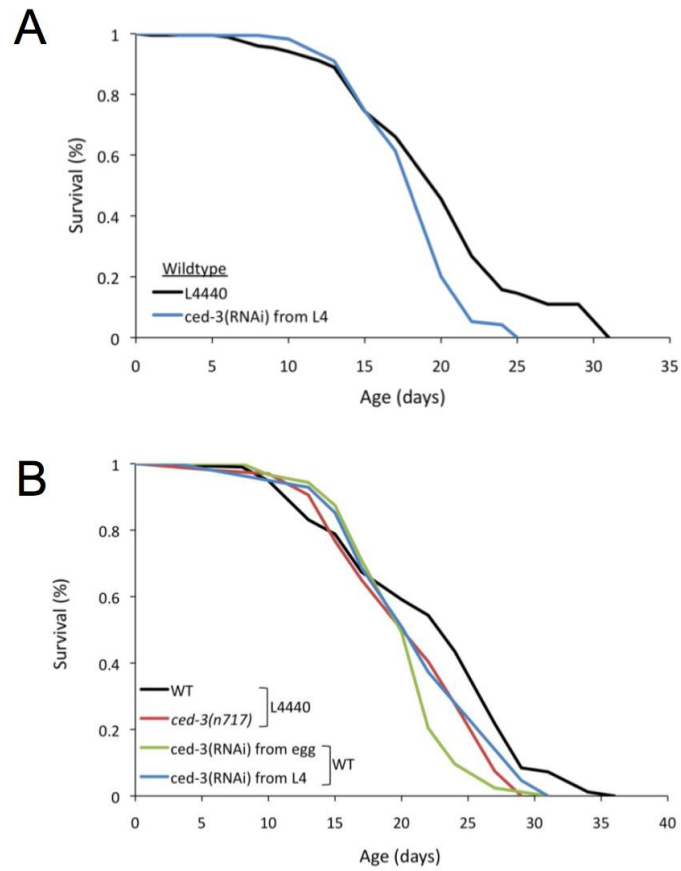 A
1
0.8
0.6
0.4
0.2
0
Survival (%)
Wildtype
L4440
ced-3(RNAi) from L4
0 5 10 15 20 25 30 35
Age (days)
B
1
0.8
0.6
0.4
0.2
0
Survival (%)
WT
ced-3(n717)
L4440
ced-3(RNAi) from egg
ced-3(RNAi) from L4
WT
0 5 10 15 20 25 30 35 40
Age (days)